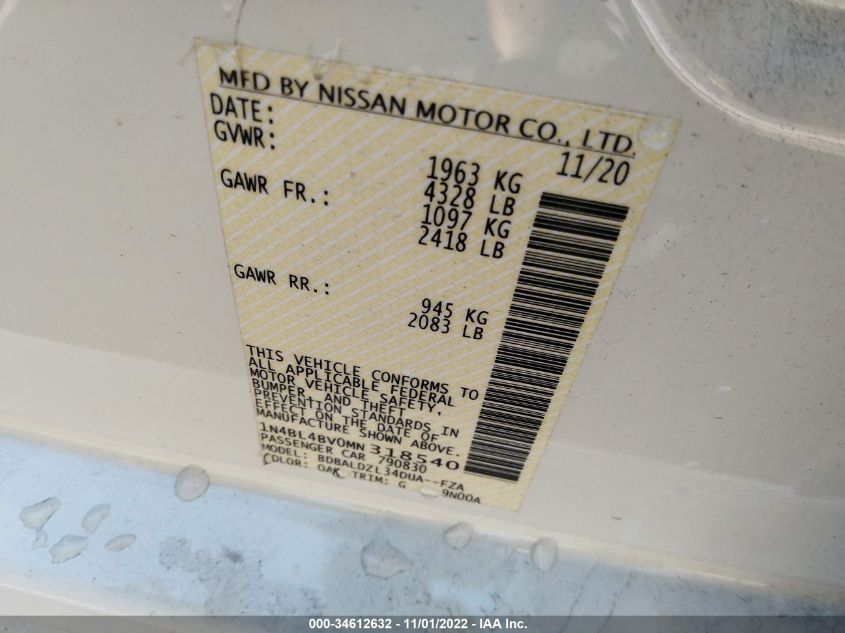 MFD BY NISSAN MOTOR CO., LTD.
DATE: 11/20
GVWR: 1963 KG
4328 LB
GAWR FR.: 1097 KG
2418 LB
GAWR RR.: 945 KG
2083 LB
THIS VEHICLE CONFORMS TO
ALL APPLICABLE FEDERAL
MOTOR VEHICLE SAFETY,
BUMPER, AND THEFT
PREVENTION STANDARDS IN
EFFECT ON THE DATE OF
MANUFACTURE SHOWN ABOVE.
1N4BL4BV0MN318540
PASSENGER CAR 790830
MODEL: BDBALDZL34DUA--FZA
COLOR: QAK TRIM: G 9N00A
000-34612632 - 11/01/2022 - IAA Inc.